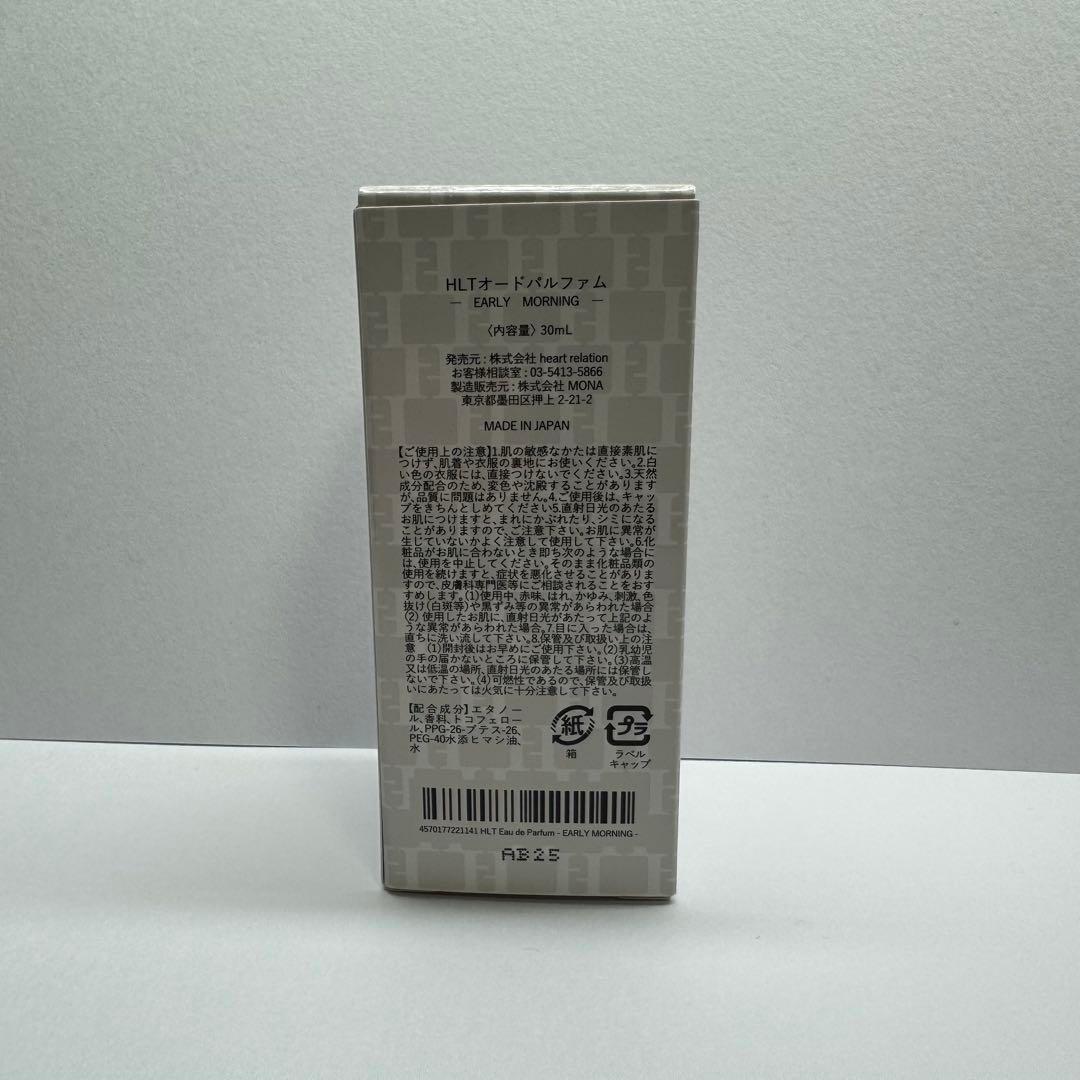 HLTオードパルファム
— EARLY MORNING —
〈内容量〉30mL
発売元：株式会社 heart relation
お客様相談室：03-5413-5866
製造販売元：株式会社 MONA
東京都墨田区押上 2-21-2
MADE IN JAPAN
【ご使用上の注意】1.肌の敏感なかたは直接素肌に
つけず、肌着や衣服の裏地にお使いください。2.白
い色の衣服には、直接つけないでください。3.天然
成分配合のため、変色や沈殿することがあります
が、品質に問題はありません。4.ご使用後は、キャッ
プをきちんとしめてください5.直射日光のあたる
お肌につけますと、まれにかぶれたり、シミになる
ことがありますので、ご注意下さい。お肌に異常が
生じていないかよく注意して使用して下さい。6.化
粧品がお肌に合わないとき即ち次のような場合に
は、使用を中止してください。そのまま化粧品類の
使用を続けますと、症状を悪化させることがありま
すので、皮膚科専門医等にご相談されることをおす
すめします。(1)使用中、赤味、はれ、かゆみ、刺激、色
抜け(白斑等)や黒ずみ等の異常があらわれた場合
(2) 使用したお肌に、直射日光があたって上記のよ
うな異常があらわれた場合。7.目に入った場合は、
直ちに洗い流して下さい。8.保管及び取扱い上の注
意　(1)開封後はお早めにご使用下さい。(2)乳幼児
の手の届かないところに保管して下さい。(3)高温
又は低温の場所、直射日光のあたる場所には保管し
ないで下さい。(4)可燃性であるので、保管及び取扱
いにあたっては火気に十分注意して下さい。
【配合成分】エタノー
ル、香料、トコフェロー
ル、PPG-26-ブテス-26、
PEG-40水添ヒマシ油、
水
紙
箱
プラ
ラベル
キャップ
4570177221141 HLT Eau de Parfum - EARLY MORNING -
AB25